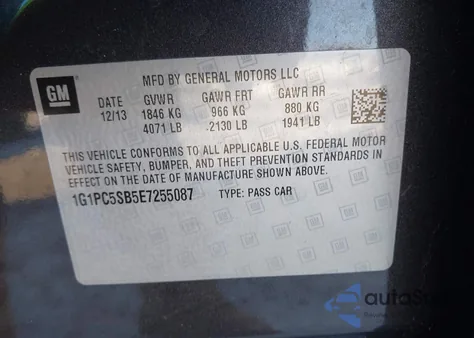 GM
MFD BY GENERAL MOTORS LLC
GVWR GAWR FRT GAWR RR
12/13 1846 KG 966 KG 880 KG
4071 LB 2130 LB 1941 LB
THIS VEHICLE CONFORMS TO ALL APPLICABLE U.S. FEDERAL MOTOR
VEHICLE SAFETY, BUMPER, AND THEFT PREVENTION STANDARDS IN
EFFECT ON THE DATE OF MANUFACTURE SHOWN ABOVE.
1G1PC5SB5E7255087 TYPE: PASS CAR